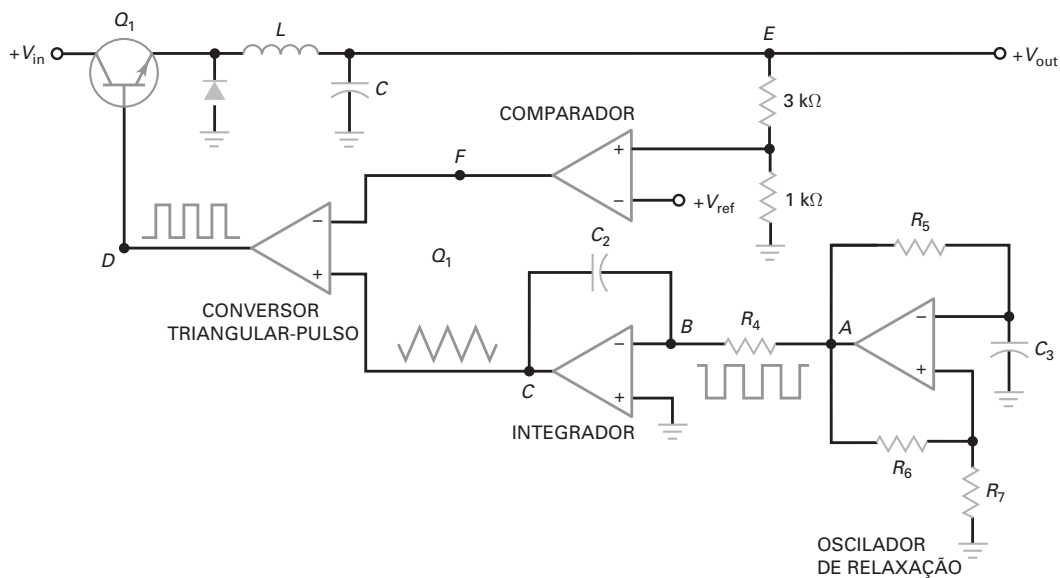 Q1
L
E
+Vin
+Vout
C
3 kΩ
COMPARADOR
F
+
−
+Vref
1 kΩ
R5
−
+
D
Q1
C2
CONVERSOR
TRIANGULAR-PULSO
B
R4
A
−
+
C3
C
−
+
INTEGRADOR
R6
R7
OSCILADOR
DE RELAXAÇÃO